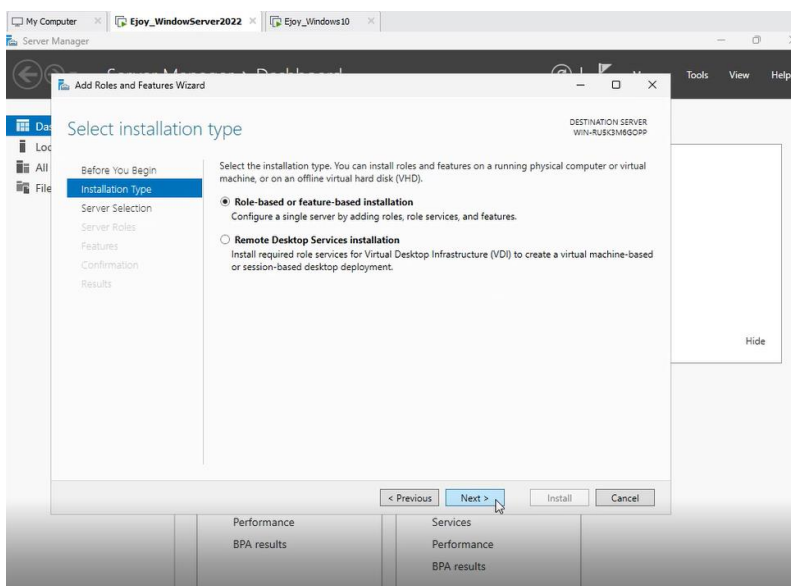 My Computer
Ejoy_WindowServer2022
Ejoy_Windows10
Server Manager
Tools View Help
Add Roles and Features Wizard
Select installation type
DESTINATION SERVER
WIN-RUSK3M6GOPP
Das
Loc
All
File
Before You Begin
Installation Type
Server Selection
Server Roles
Features
Confirmation
Results
Select the installation type. You can install roles and features on a running physical computer or virtual
machine, or on an offline virtual hard disk (VHD).
Role-based or feature-based installation
Configure a single server by adding roles, role services, and features.
Remote Desktop Services installation
Install required role services for Virtual Desktop Infrastructure (VDI) to create a virtual machine-based
or session-based desktop deployment.
Hide
< Previous Next > Install Cancel
Performance
BPA results
Services
Performance
BPA results